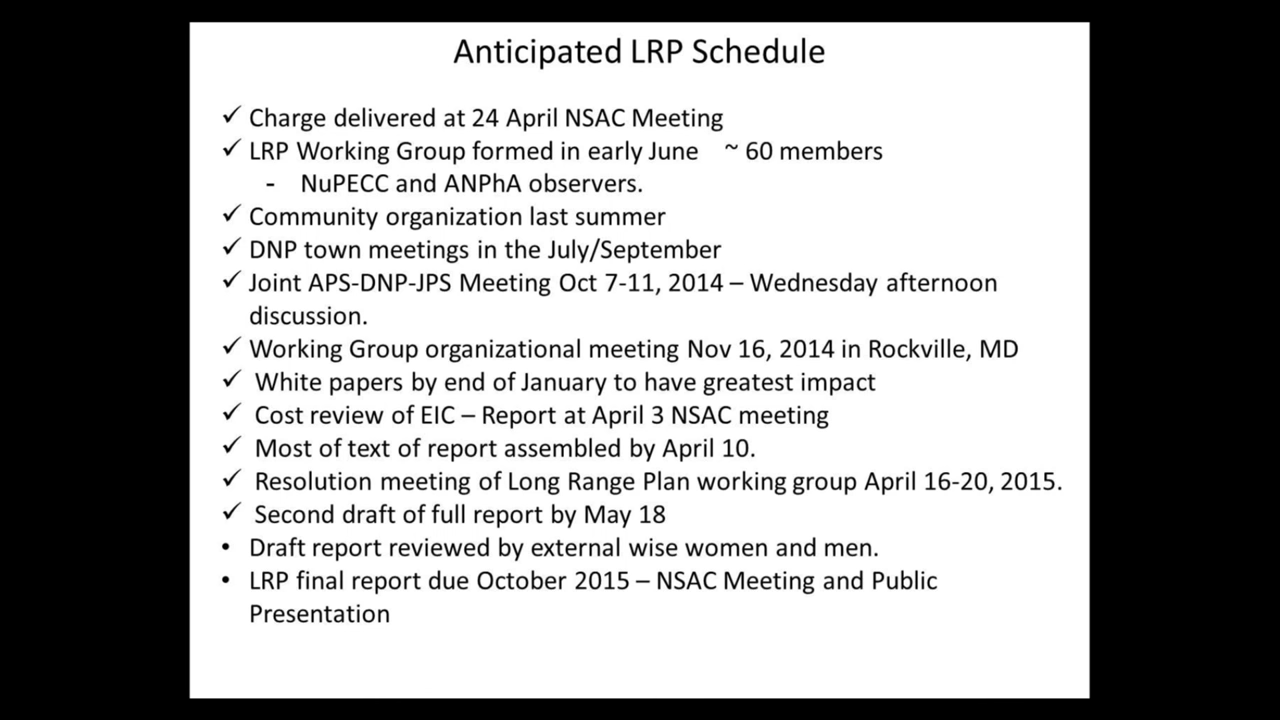 Anticipated LRP Schedule
✓ Charge delivered at 24 April NSAC Meeting
✓ LRP Working Group formed in early June ~ 60 members
- NuPECC and ANPhA observers.
✓ Community organization last summer
✓ DNP town meetings in the July/September
✓ Joint APS-DNP-JPS Meeting Oct 7-11, 2014 – Wednesday afternoon
discussion.
✓ Working Group organizational meeting Nov 16, 2014 in Rockville, MD
✓ White papers by end of January to have greatest impact
✓ Cost review of EIC – Report at April 3 NSAC meeting
✓ Most of text of report assembled by April 10.
✓ Resolution meeting of Long Range Plan working group April 16-20, 2015.
✓ Second draft of full report by May 18
• Draft report reviewed by external wise women and men.
• LRP final report due October 2015 – NSAC Meeting and Public
Presentation